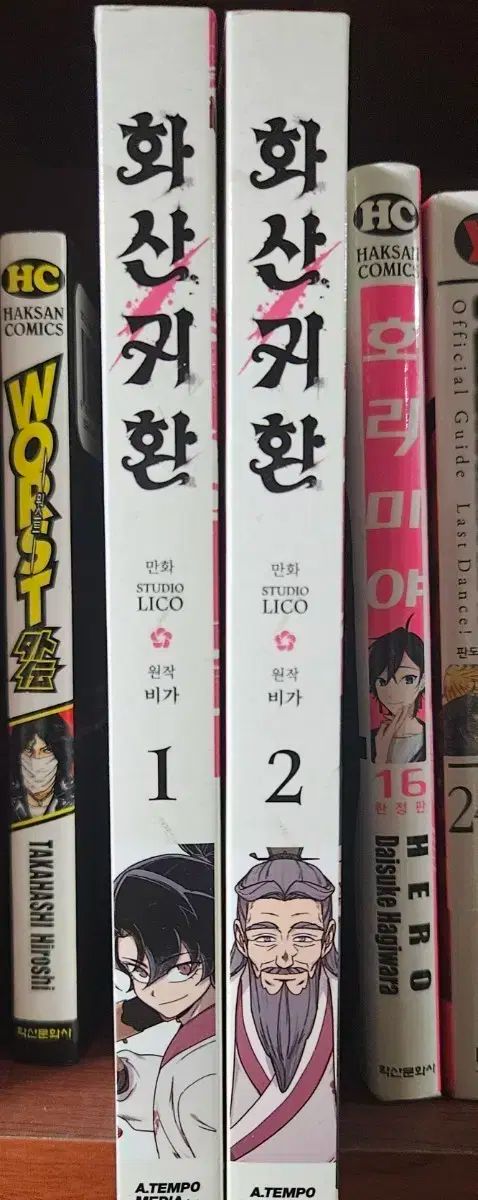 HC
HAKSAN
COMICS
WORST
워스트
外伝
TAKAHASHI Hiroshi
학산문화사
화산귀환
만화
STUDIO
LICO
원작
비가
1
A.TEMPO
MEDIA
화산귀환
만화
STUDIO
LICO
원작
비가
2
A.TEMPO
HC
HAKSAN
COMICS
호리미야
16
한정판
HERO
Daisuke Hagiwara
학산문화사
Official Guide Last Dance!